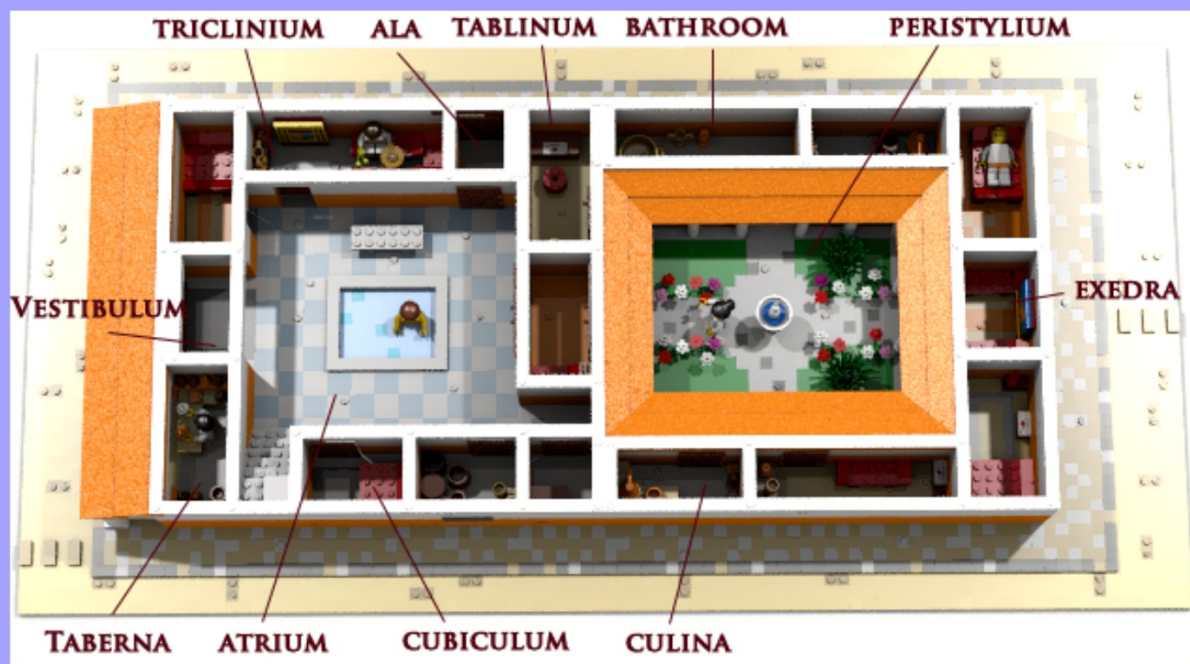 TRICLINIUM ALA TABLINUM BATHROOM PERISTYLIUM
VESTIBULUM
EXEDRA
TABERNA ATRIUM CUBICULUM CULINA